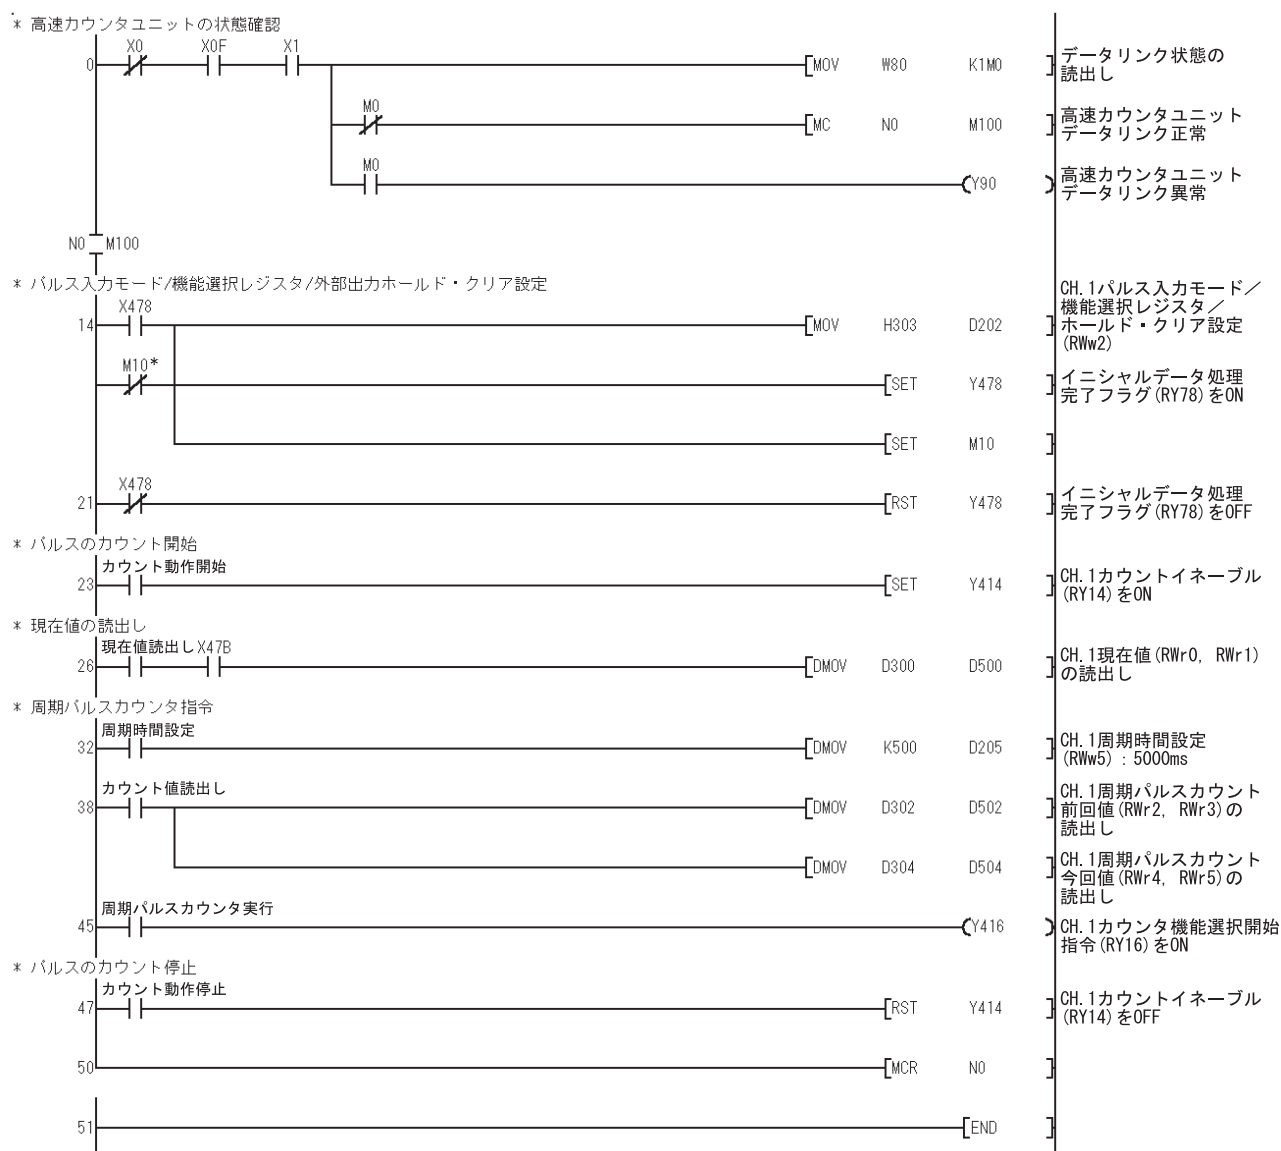 * 高速カウンタユニットの状態確認
X0 X0F X1
0 MOV W80 K1M0 データリンク状態の
読出し
M0
MC N0 M100 高速カウンタユニット
データリンク正常
M0
Y90 高速カウンタユニット
データリンク異常
N0 M100
* パルス入力モード/機能選択レジスタ/外部出力ホールド・クリア設定
X478
14 MOV H303 D202 CH.1パルス入力モード／
機能選択レジスタ／
ホールド・クリア設定
(RWw2)
M10*
SET Y478 イニシャルデータ処理
完了フラグ(RY78)をON
SET M10
X478
21 RST Y478 イニシャルデータ処理
完了フラグ(RY78)をOFF
* パルスのカウント開始
カウント動作開始
23 SET Y414 CH.1カウントイネーブル
(RY14)をON
* 現在値の読出し
現在値読出し X47B
26 DMOV D300 D500 CH.1現在値(RWr0, RWr1)
の読出し
* 周期パルスカウンタ指令
周期時間設定
32 DMOV K500 D205 CH.1周期時間設定
(RWw5) : 5000ms
カウント値読出し
38 DMOV D302 D502 CH.1周期パルスカウント
前回値(RWr2, RWr3)の
読出し
DMOV D304 D504 CH.1周期パルスカウント
今回値(RWr4, RWr5)の
読出し
周期パルスカウンタ実行
45 Y416 CH.1カウンタ機能選択開始
指令(RY16)をON
* パルスのカウント停止
カウント動作停止
47 RST Y414 CH.1カウントイネーブル
(RY14)をOFF
50 MCR N0
51 END